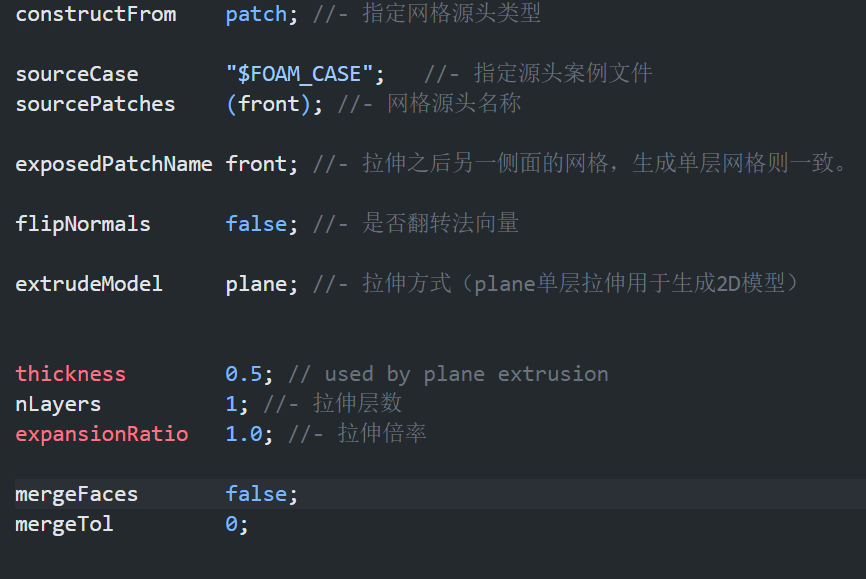 constructFrom patch; //- 指定网格源头类型
sourceCase "$FOAM_CASE"; //- 指定源头案例文件
sourcePatches (front); //- 网格源头名称
exposedPatchName front; //- 拉伸之后另一侧面的网格，生成单层网格则一致。
flipNormals false; //- 是否翻转法向量
extrudeModel plane; //- 拉伸方式（plane单层拉伸用于生成2D模型）
thickness 0.5; // used by plane extrusion
nLayers 1; //- 拉伸层数
expansionRatio 1.0; //- 拉伸倍率
mergeFaces false;
mergeTol 0;